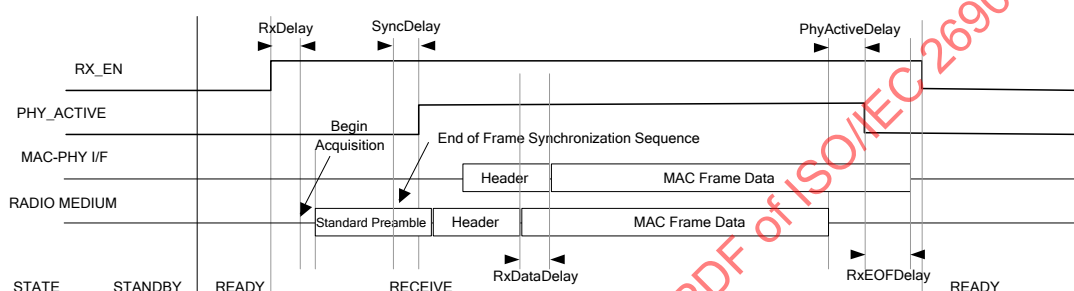 RxDelay
SyncDelay
PhyActiveDelay
RX_EN
PHY_ACTIVE
Begin
Acquisition
End of Frame Synchronization Sequence
MAC-PHY I/F
Header
MAC Frame Data
RADIO MEDIUM
Standard Preamble
Header
MAC Frame Data
RxDataDelay
RxEOFDelay
STATE
STANDBY
READY
RECEIVE
READY
PDF of ISO/IEC 2690